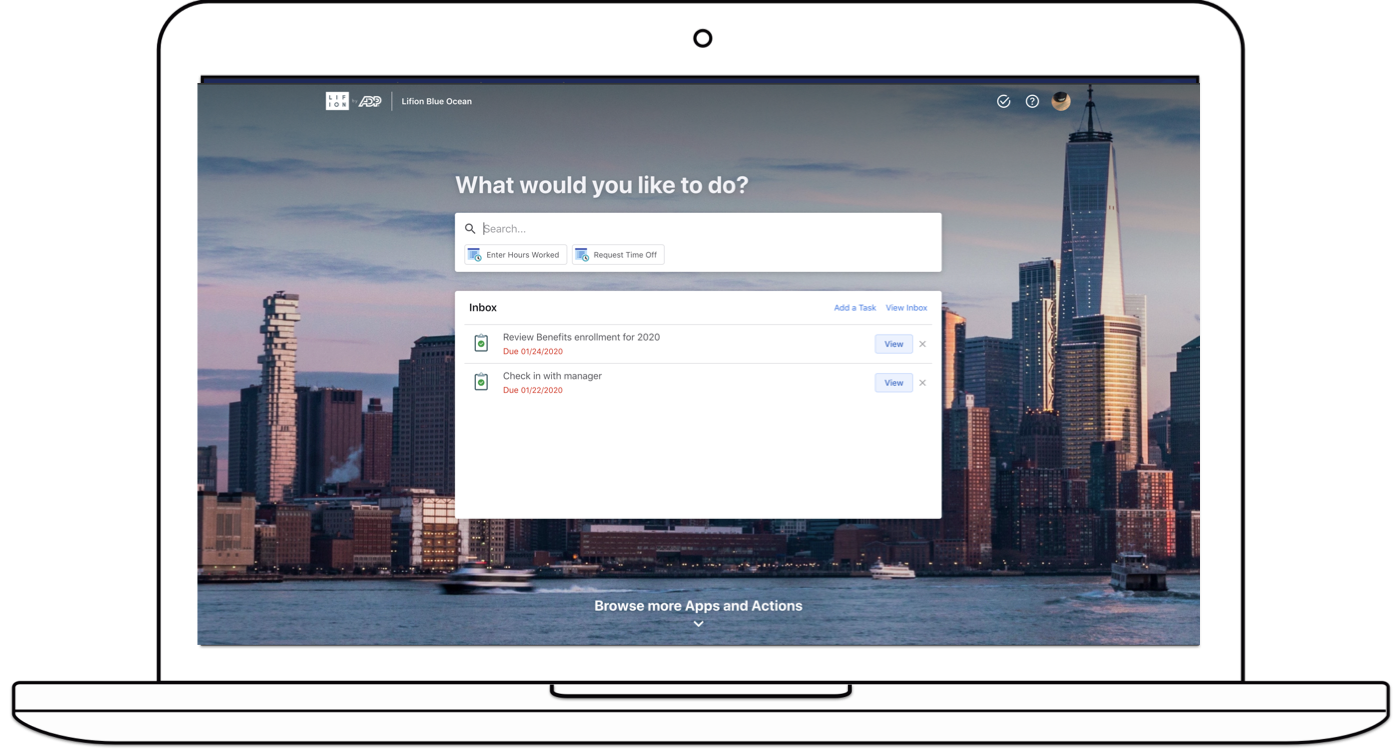 LIF
ION
by ADP
Lifion Blue Ocean
What would you like to do?
Search...
Enter Hours Worked
Request Time Off
Inbox
Add a Task
View Inbox
Review Benefits enrollment for 2020
Due 01/24/2020
View
Check in with manager
Due 01/22/2020
View
Browse more Apps and Actions